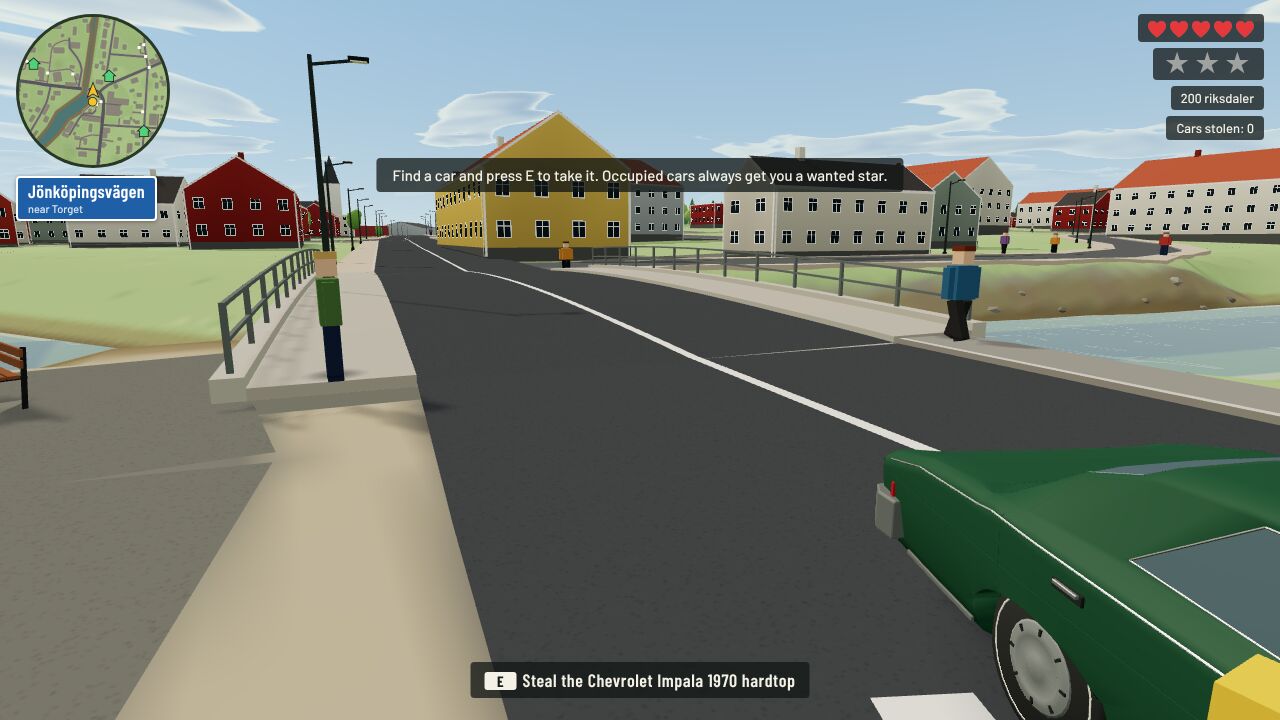 200 riksdaler
Cars stolen: 0
Jönköpingsvägen
near Torget
Find a car and press E to take it. Occupied cars always get you a wanted star.
E Steal the Chevrolet Impala 1970 hardtop